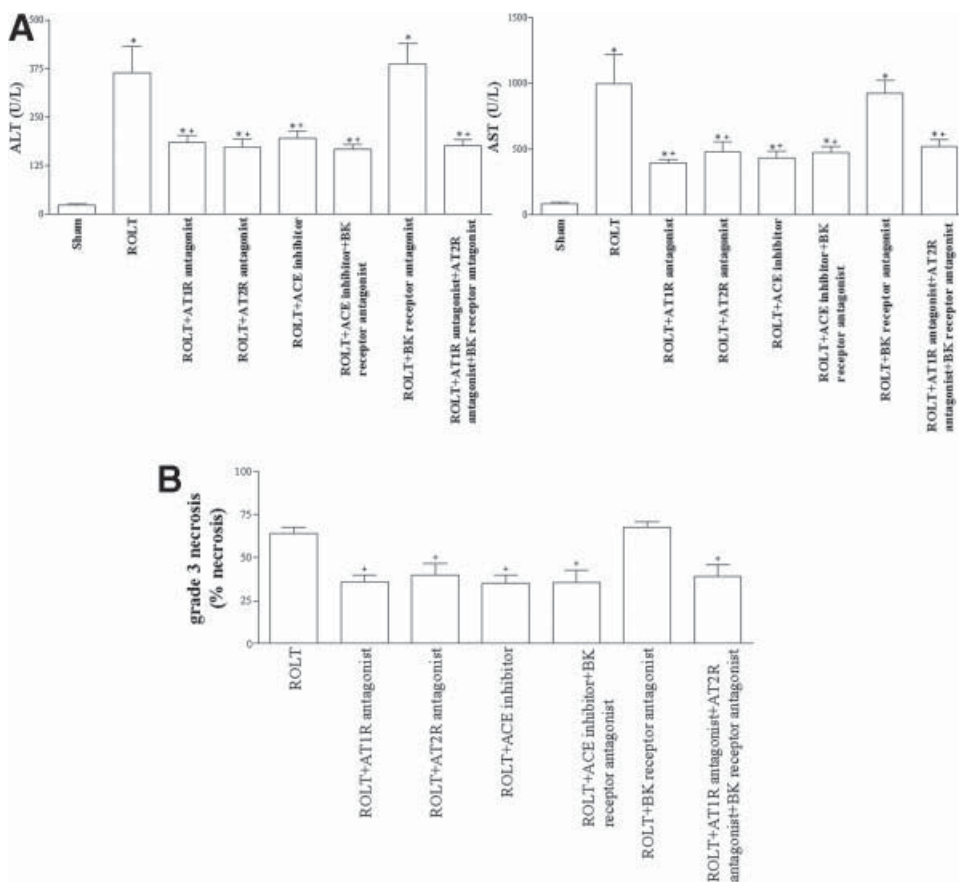 A
ALT (U/L)
500
375
250
125
0
*
*+
*+
*+
*+
*
*+
Sham
ROLT
ROLT+AT1R antagonist
ROLT+AT2R antagonist
ROLT+ACE inhibitor
ROLT+ACE inhibitor+BK
receptor antagonist
ROLT+BK receptor antagonist
ROLT+AT1R antagonist+AT2R
antagonist+BK receptor antagonist
AST (U/L)
1500
1000
500
0
*
*+
*+
*+
*+
*
*+
Sham
ROLT
ROLT+AT1R antagonist
ROLT+AT2R antagonist
ROLT+ACE inhibitor
ROLT+ACE inhibitor+BK
receptor antagonist
ROLT+BK receptor antagonist
ROLT+AT1R antagonist+AT2R
antagonist+BK receptor antagonist
B
grade 3 necrosis
(% necrosis)
100
75
50
25
0
+
+
+
+
+
ROLT
ROLT+AT1R antagonist
ROLT+AT2R antagonist
ROLT+ACE inhibitor
ROLT+ACE inhibitor+BK
receptor antagonist
ROLT+BK receptor antagonist
ROLT+AT1R antagonist+AT2R
antagonist+BK receptor antagonist